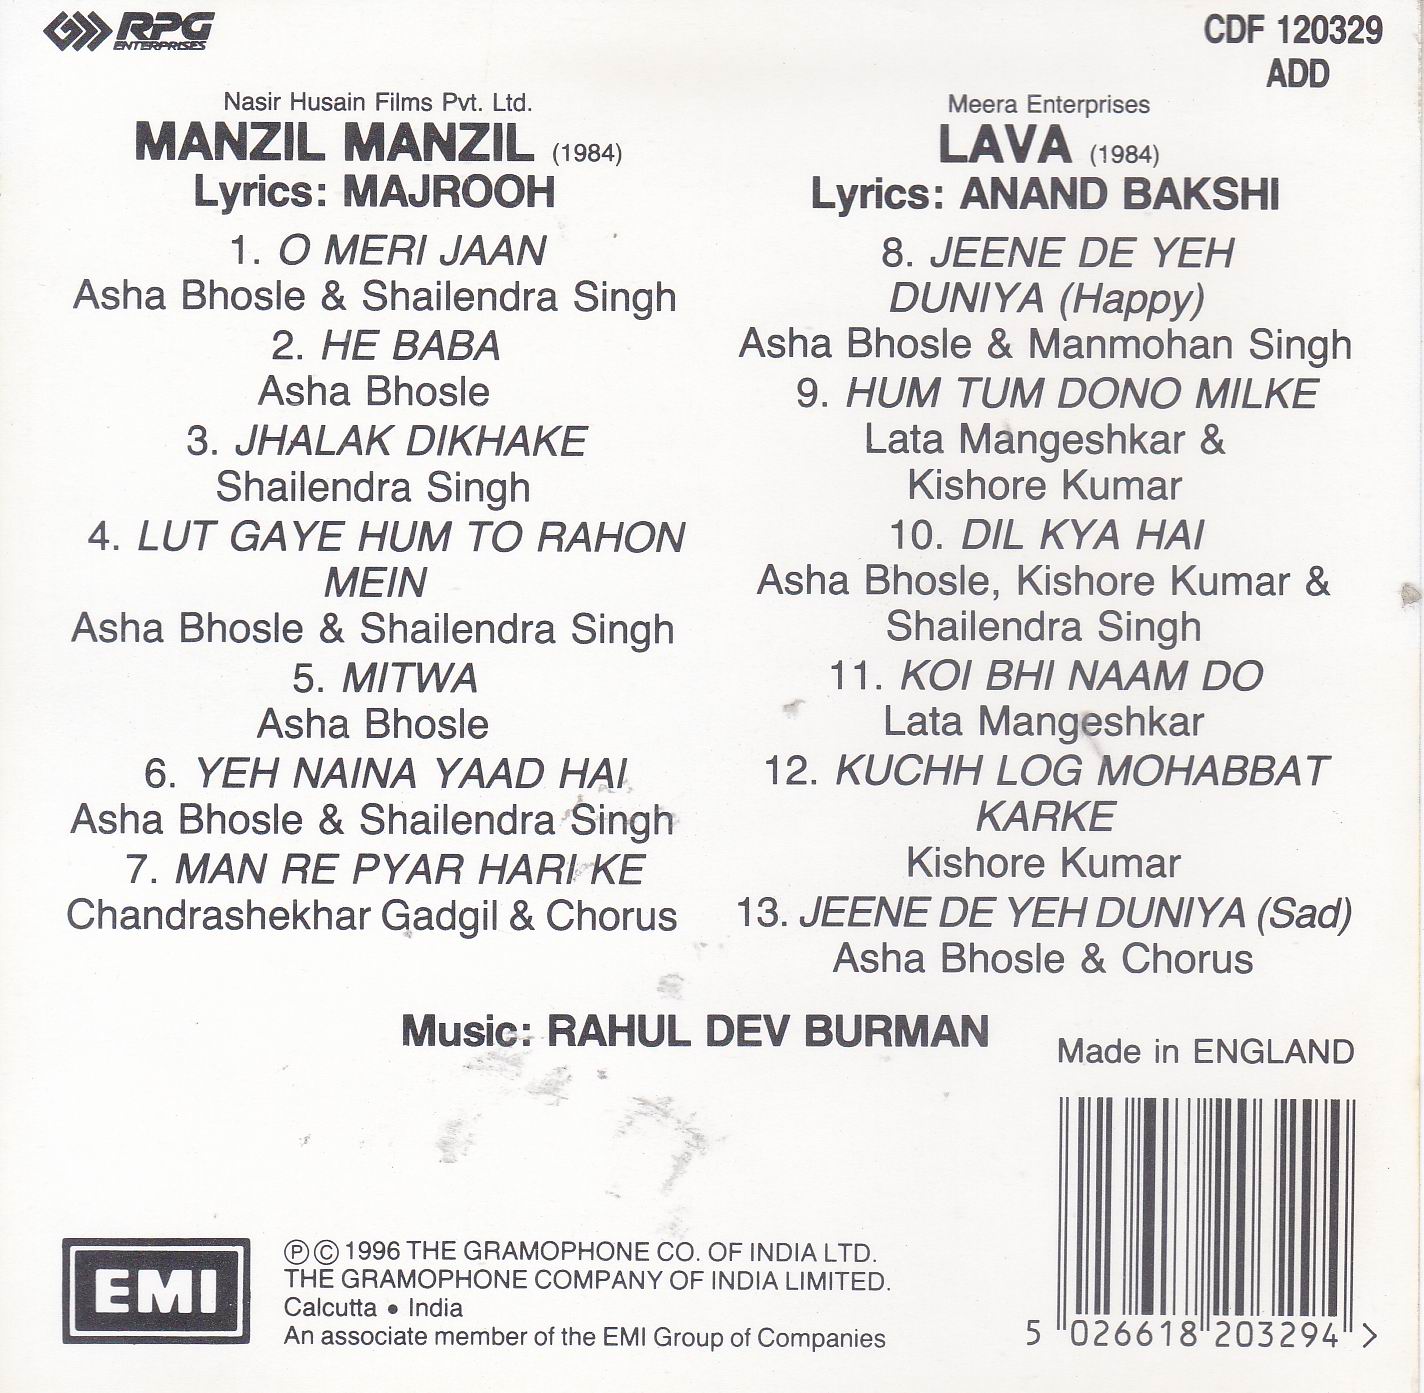 RPG
ENTERPRISES
CDF 120329
ADD
Nasir Husain Films Pvt. Ltd.
MANZIL MANZIL (1984)
Lyrics: MAJROOH
1. O MERI JAAN
Asha Bhosle & Shailendra Singh
2. HE BABA
Asha Bhosle
3. JHALAK DIKHAKE
Shailendra Singh
4. LUT GAYE HUM TO RAHON
MEIN
Asha Bhosle & Shailendra Singh
5. MITWA
Asha Bhosle
6. YEH NAINA YAAD HAI
Asha Bhosle & Shailendra Singh
7. MAN RE PYAR HARI KE
Chandrashekhar Gadgil & Chorus
Meera Enterprises
LAVA (1984)
Lyrics: ANAND BAKSHI
8. JEENE DE YEH
DUNIYA (Happy)
Asha Bhosle & Manmohan Singh
9. HUM TUM DONO MILKE
Lata Mangeshkar &
Kishore Kumar
10. DIL KYA HAI
Asha Bhosle, Kishore Kumar &
Shailendra Singh
11. KOI BHI NAAM DO
Lata Mangeshkar
12. KUCHH LOG MOHABBAT
KARKE
Kishore Kumar
13. JEENE DE YEH DUNIYA (Sad)
Asha Bhosle & Chorus
Music: RAHUL DEV BURMAN
Made in ENGLAND
EMI
Ⓟ Ⓒ 1996 THE GRAMOPHONE CO. OF INDIA LTD.
THE GRAMOPHONE COMPANY OF INDIA LIMITED.
Calcutta • India
An associate member of the EMI Group of Companies
5 026618 203294 >